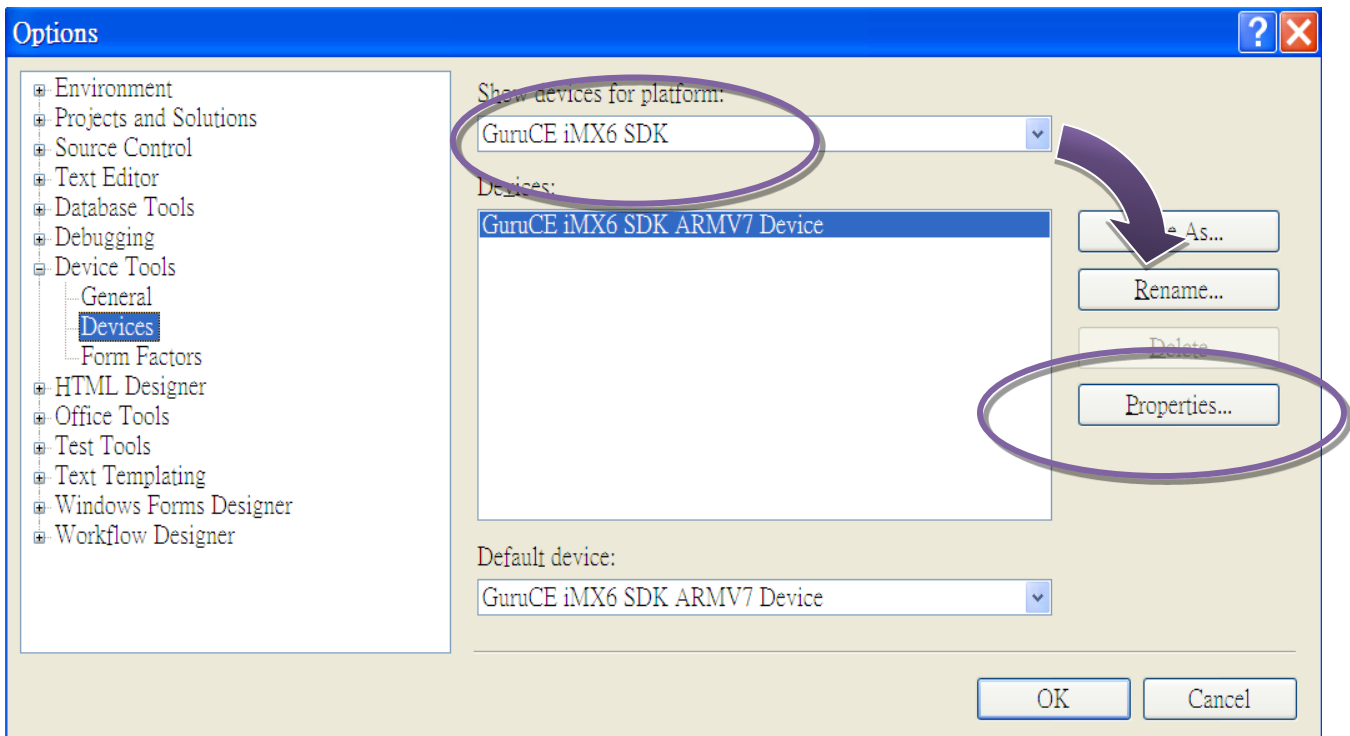 Options
Environment
Projects and Solutions
Source Control
Text Editor
Database Tools
Debugging
Device Tools
General
Devices
Form Factors
HTML Designer
Office Tools
Test Tools
Text Templating
Windows Forms Designer
Workflow Designer
Show devices for platform:
GuruCE iMX6 SDK
Devices:
GuruCE iMX6 SDK ARMV7 Device
As...
Rename...
Delete
Properties...
Default device:
GuruCE iMX6 SDK ARMV7 Device
OK
Cancel